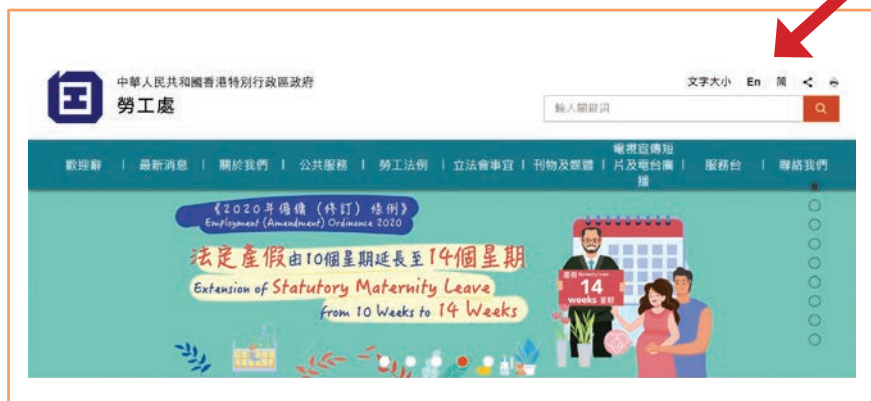 中華人民共和國香港特別行政區政府
勞工處
文字大小 En 简
輸入關鍵詞
歡迎辭 | 最新消息 | 關於我們 | 公共服務 | 勞工法例 | 立法會事宜 | 刊物及媒體 | 電視宣傳短片及電台廣播 | 服務台 | 聯絡我們
《2020年僱傭（修訂）條例》
Employment (Amendment) Ordinance 2020
法定產假由10個星期延長至14個星期
Extension of Statutory Maternity Leave
from 10 Weeks to 14 Weeks
產假 Maternity Leave
14
weeks 星期